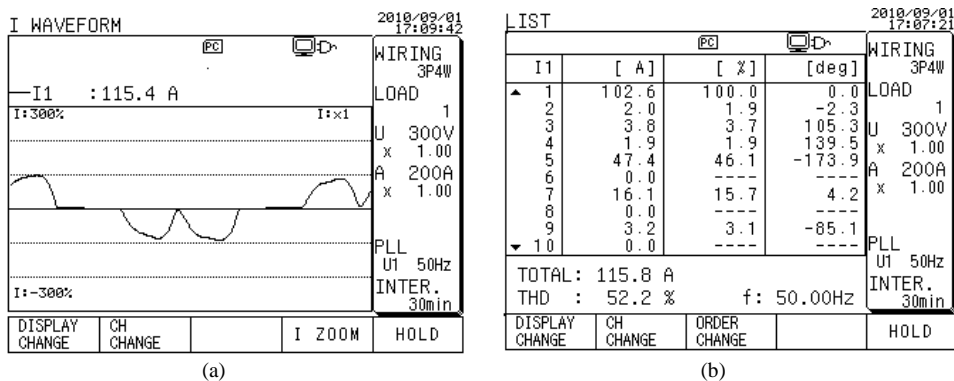 I WAVEFORM
2010/09/01
17:09:42
PC
I1 :115.4 A
I:300% I:x1
I:-300%
WIRING
3P4W
LOAD
1
U 300V
x 1.00
A 200A
x 1.00
PLL
U1 50Hz
INTER.
30min
DISPLAY CHANGE
CH CHANGE
I ZOOM
HOLD
(a)
LIST
2010/09/01
17:07:21
PC
I1 [ A] [ %] [deg]
1 102.6 100.0 0.0
2 2.0 1.9 -2.3
3 3.8 3.7 105.3
4 1.9 1.9 139.5
5 47.4 46.1 -173.9
6 0.0 ---- ----
7 16.1 15.7 4.2
8 0.0 ---- ----
9 3.2 3.1 -85.1
10 0.0 ---- ----
TOTAL: 115.8 A
THD : 52.2 % f: 50.00HZ
WIRING
3P4W
LOAD
1
U 300V
x 1.00
A 200A
x 1.00
PLL
U1 50Hz
INTER.
30min
DISPLAY CHANGE
CH CHANGE
ORDER CHANGE
HOLD
(b)